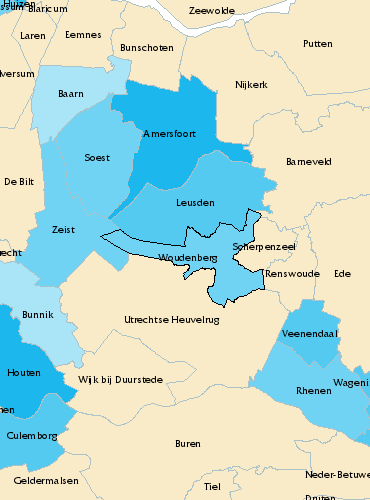 Huizen
ssum
Blaricum
Zeewolde
Laren
Eemnes
Bunschoten
Putten
lversum
Nijkerk
Baarn
Amersfoort
Soest
Barneveld
De Bilt
Leusden
Zeist
Scherpenzeel
recht
Woudenberg
Renswoude
Ede
Bunnik
Utrechtse Heuvelrug
Veenendaal
Houten
Wijk bij Duurstede
Wageni
Rhenen
nen
Culemborg
Buren
Geldermalsen
Tiel
Neder-Betuwe
Druten